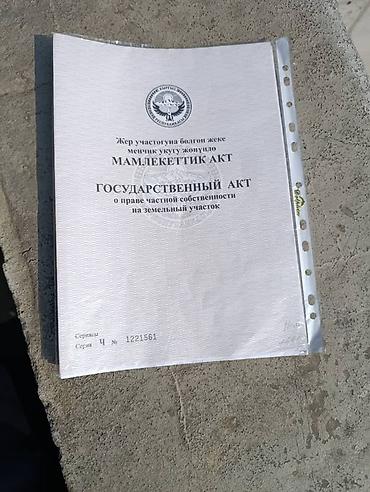 Жер участогуна болгон жеке
менчик укугу жөнүндө
МАМЛЕКЕТТИК АКТ
ГОСУДАРСТВЕННЫЙ АКТ
о праве частной собственности
на земельный участок
Сериясы
Серия Ч № 1221561